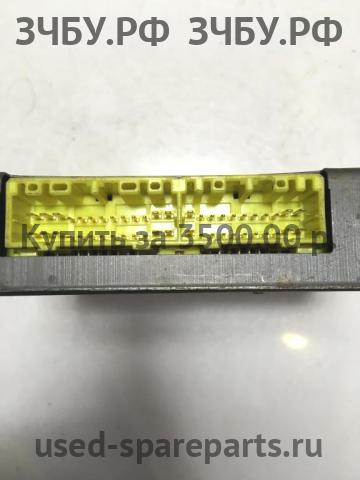 ЗЧБУ.РФ ЗЧБУ.РФ
Купить за 3500.00 р.
used-spareparts.ru